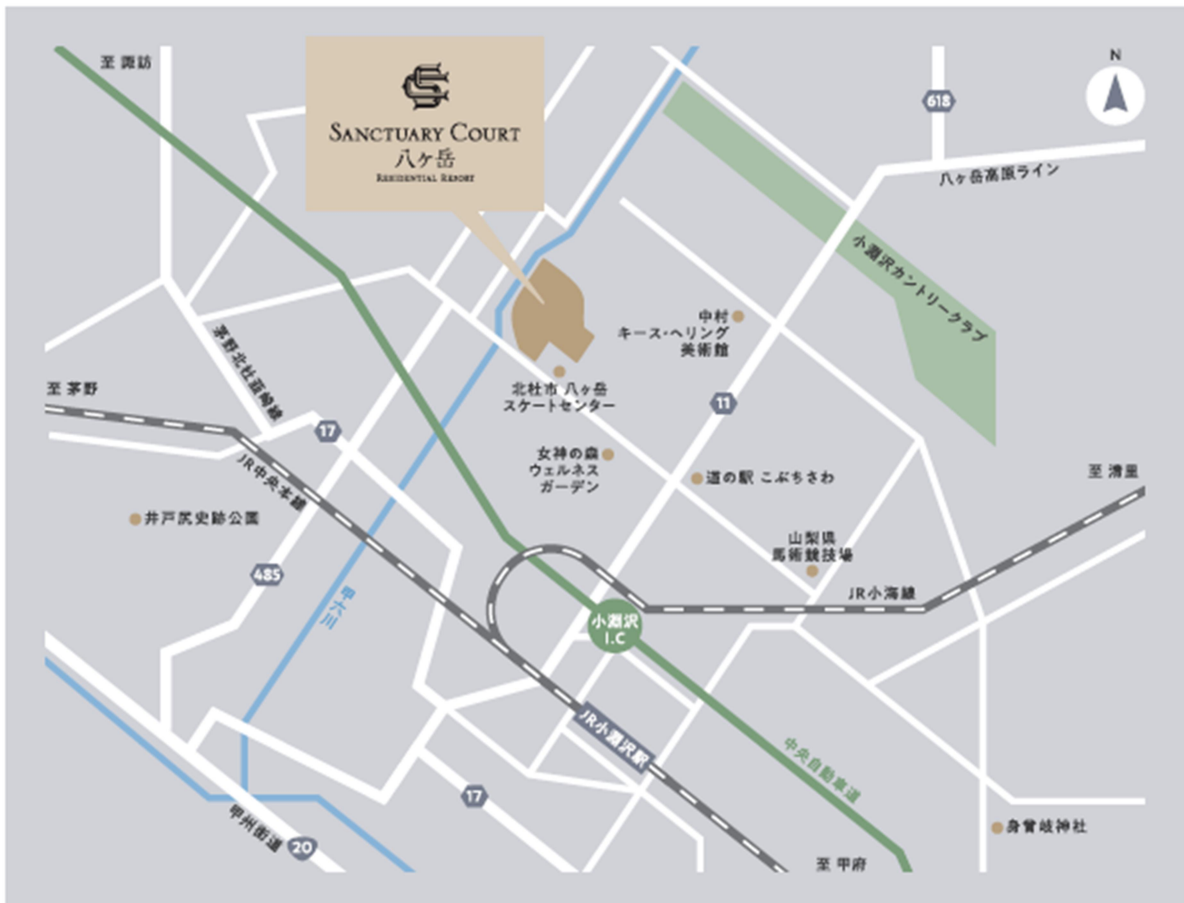 至 諏訪
SANCTUARY COURT
八ヶ岳
RESIDENTIAL RESORT
N
618
八ヶ岳高原ライン
小淵沢カントリークラブ
中村
キース・ヘリング
美術館
茅野北杜韮崎線
至 茅野
北杜市 八ヶ岳
スケートセンター
11
17
JR中央本線
女神の森
ウェルネス
ガーデン
道の駅 こぶちさわ
至 清里
井戸尻史跡公園
山梨県
馬術競技場
485
甲六川
JR小海線
小淵沢
I.C
JR小淵沢駅
中央自動車道
17
甲州街道
20
身曾岐神社
至 甲府